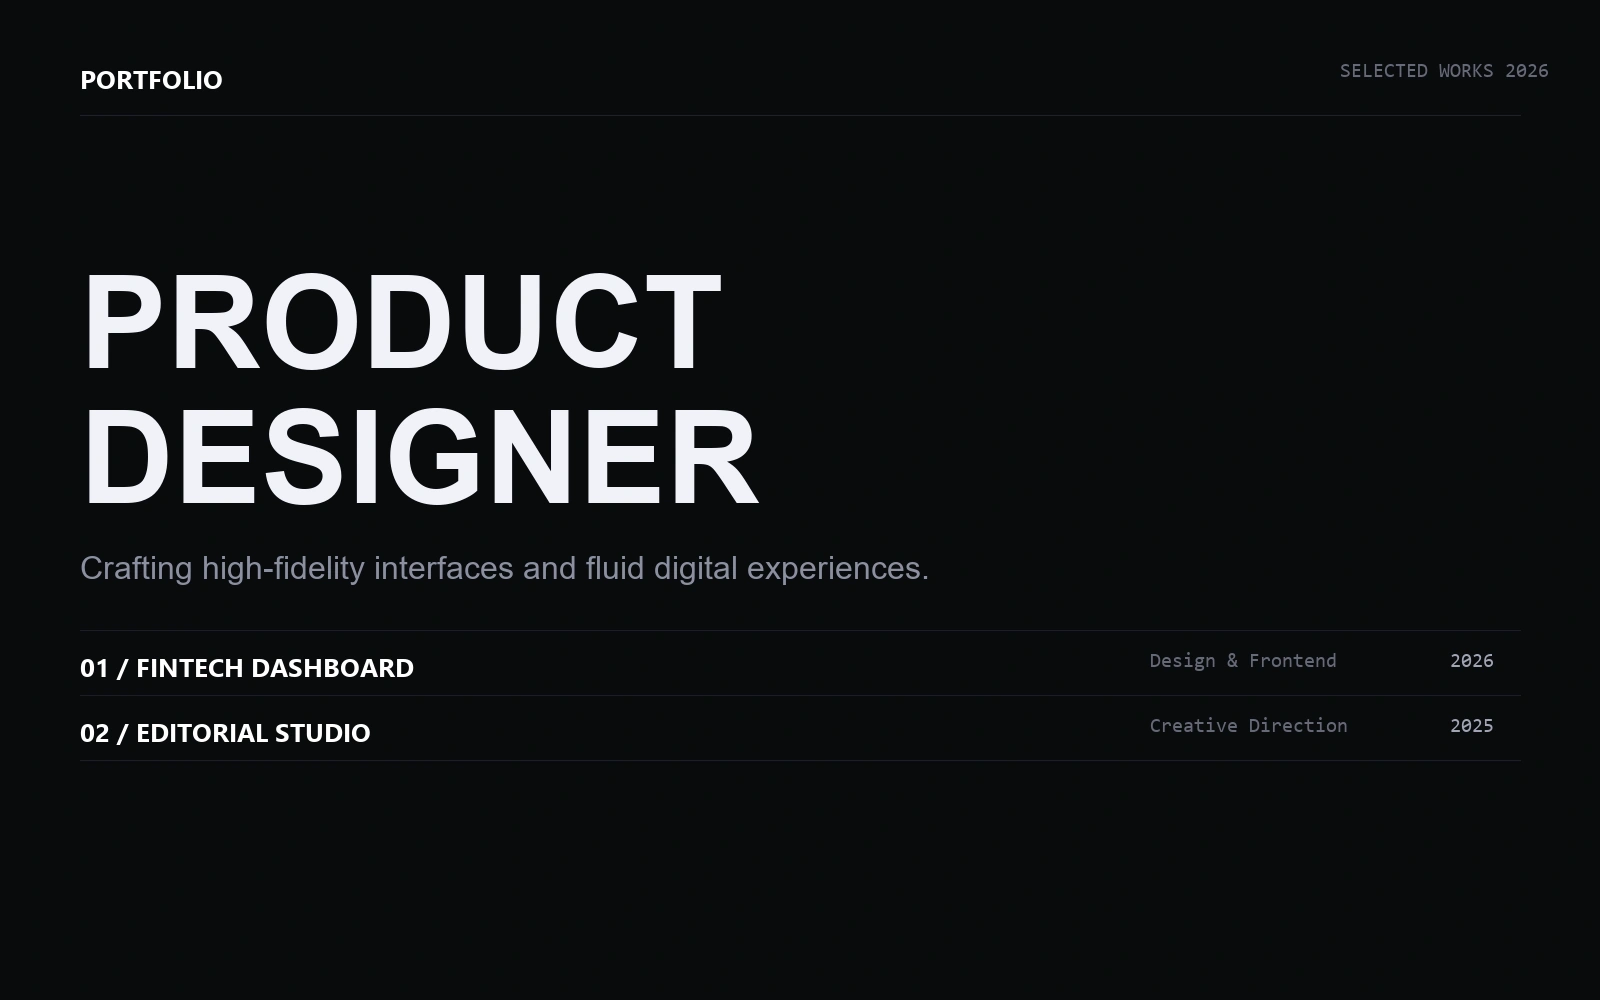 PORTFOLIO
SELECTED WORKS 2026
PRODUCT
DESIGNER
Crafting high-fidelity interfaces and fluid digital experiences.
01 / FINTECH DASHBOARD Design & Frontend 2026
02 / EDITORIAL STUDIO Creative Direction 2025